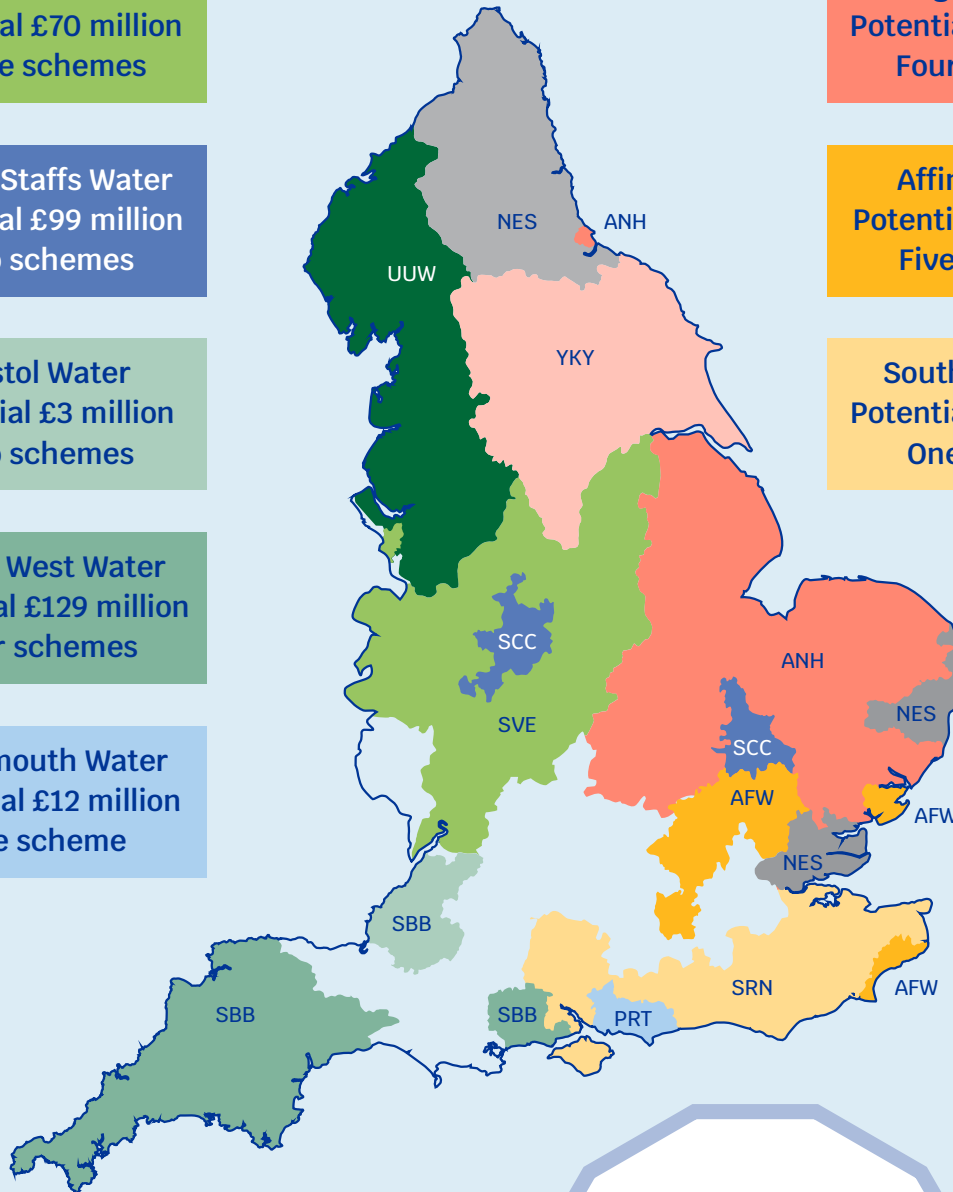 al £70 million
e schemes
Staffs Water
al £99 million
schemes
stol Water
ial £3 million
schemes
West Water
al £129 million
r schemes
mouth Water
al £12 million
e scheme
Potentia
Four
Affin
Potenti
Five
South
Potentia
One
NES
ANH
UUW
YKY
SCC
ANH
SVE
NES
SCC
AFW
AFW
NES
SBB
SBB
SBB
PRT
SRN
AFW